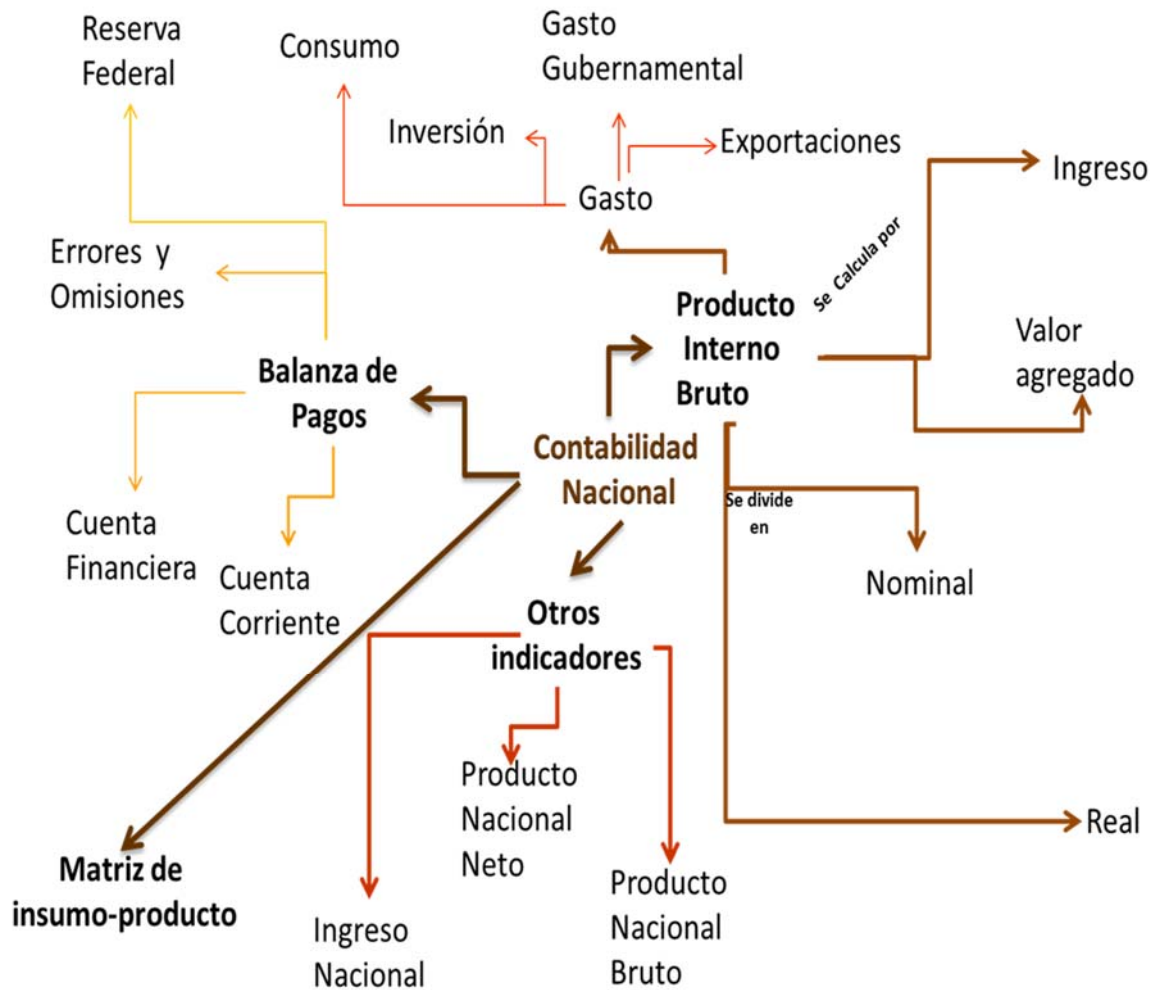 Reserva
Federal
Consumo
Gasto
Gubernamental
Inversión
Exportaciones
Ingreso
Gasto
Se Calcula por
Errores y
Omisiones
Producto
Interno
Bruto
Valor
agregado
Balanza de
Pagos
Contabilidad
Nacional
Se divide
en
Cuenta
Financiera
Cuenta
Corriente
Nominal
Otros
indicadores
Producto
Nacional
Neto
Real
Matriz de
insumo-producto
Producto
Nacional
Bruto
Ingreso
Nacional